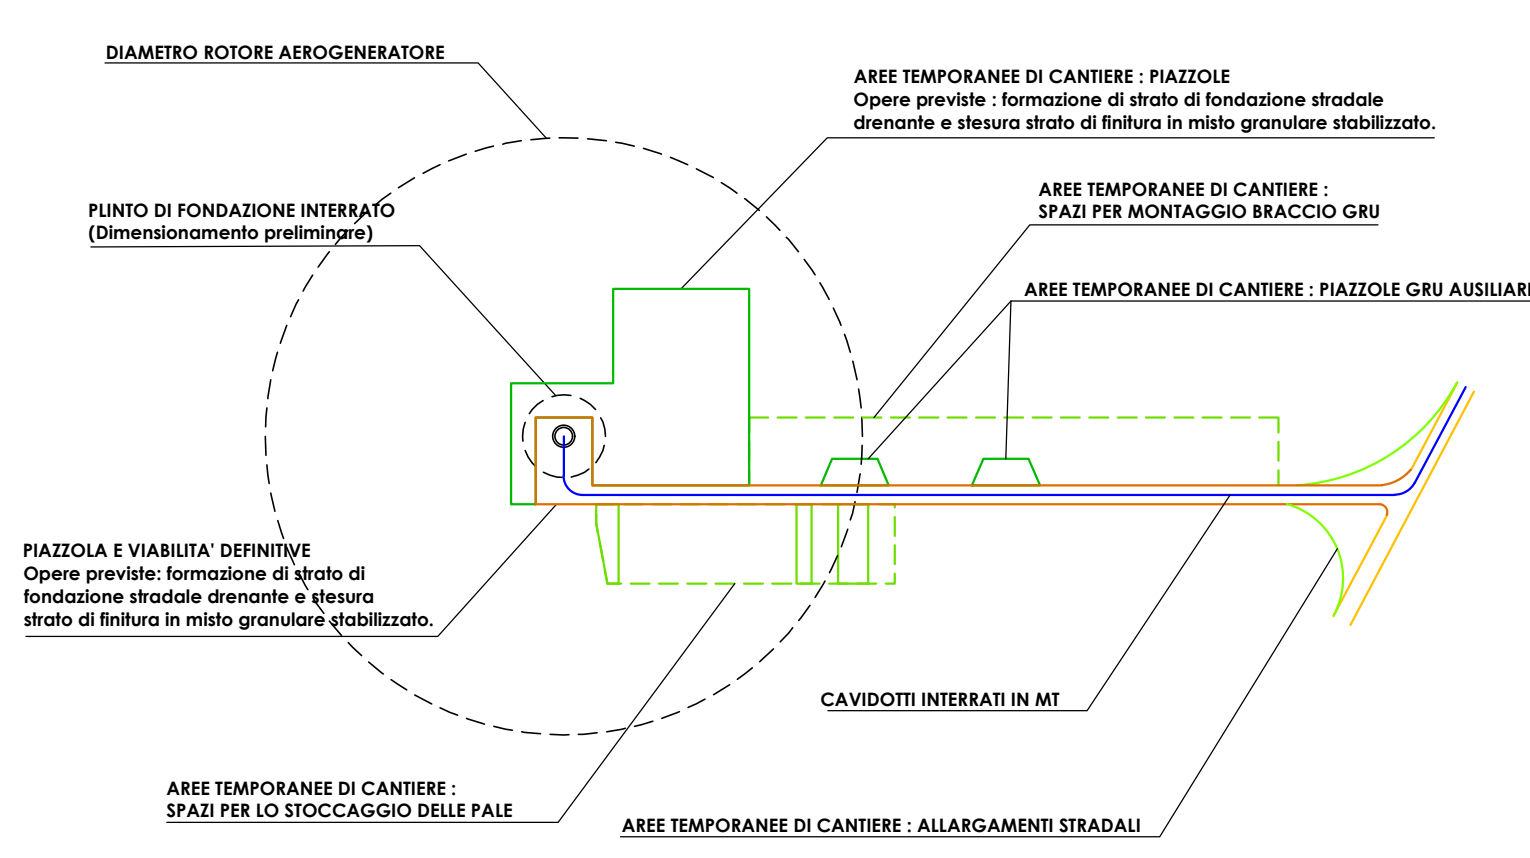 DIAMETRO ROTORE AEROGENERATORE
AREE TEMPORANEE DI CANTIERE : PIAZZOLE
Opere previste : formazione di strato di fondazione stradale
drenante e stesura strato di finitura in misto granulare stabilizzato.
AREE TEMPORANEE DI CANTIERE :
SPAZI PER MONTAGGIO BRACCIO GRU
PLINTO DI FONDAZIONE INTERRATO
(Dimensionamento preliminare)
AREE TEMPORANEE DI CANTIERE : PIAZZOLE GRU AUSILIARI
PIAZZOLA E VIABILITA' DEFINITIVE
Opere previste: formazione di strato di
fondazione stradale drenante e stesura
strato di finitura in misto granulare stabilizzato.
CAVIDOTTI INTERRATI IN MT
AREE TEMPORANEE DI CANTIERE :
SPAZI PER LO STOCCAGGIO DELLE PALE
AREE TEMPORANEE DI CANTIERE : ALLARGAMENTI STRADALI